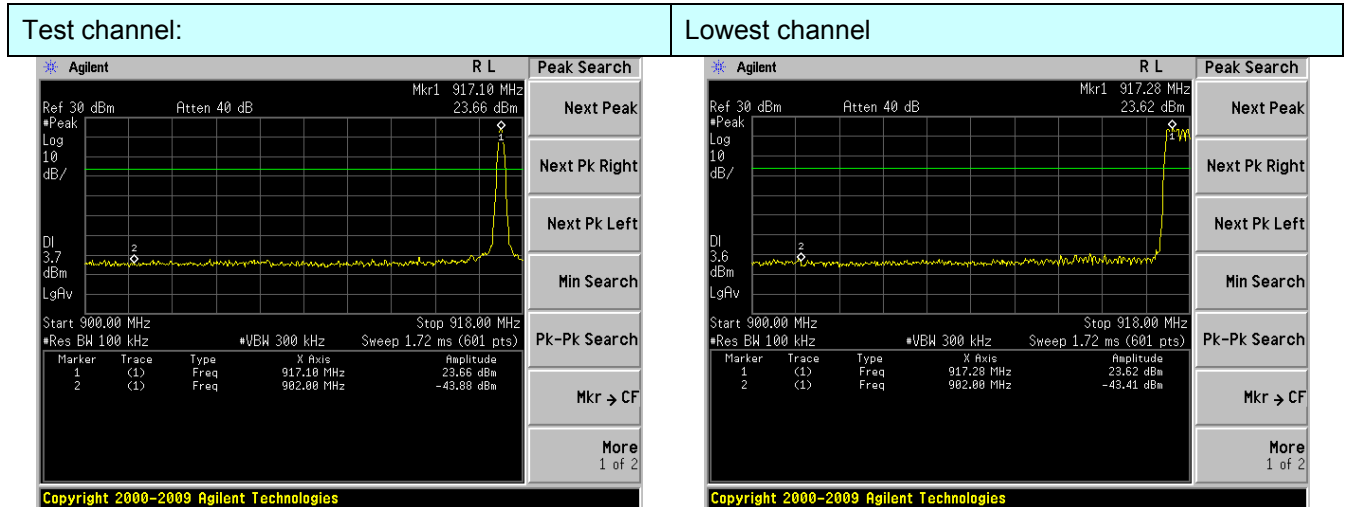 Test channel: Lowest channel
Agilent R L Peak Search
Mkr1 917.10 MHz
Ref 30 dBm Atten 40 dB 23.66 dBm
#Peak
Log
10
dB/
1
2
DI
3.7
dBm
LgAv
Start 900.00 MHz Stop 918.00 MHz
#Res BW 100 kHz #VBW 300 kHz Sweep 1.72 ms (601 pts)
Marker Trace Type X Axis Amplitude
1 (1) Freq 917.10 MHz 23.66 dBm
2 (1) Freq 902.00 MHz -43.88 dBm
Next Peak
Next Pk Right
Next Pk Left
Min Search
Pk-Pk Search
Mkr → CF
More
1 of 2
Copyright 2000-2009 Agilent Technologies
Agilent R L Peak Search
Mkr1 917.28 MHz
Ref 30 dBm Atten 40 dB 23.62 dBm
#Peak
Log
10
dB/
1
2
DI
3.6
dBm
LgAv
Start 900.00 MHz Stop 918.00 MHz
#Res BW 100 kHz #VBW 300 kHz Sweep 1.72 ms (601 pts)
Marker Trace Type X Axis Amplitude
1 (1) Freq 917.28 MHz 23.62 dBm
2 (1) Freq 902.00 MHz -43.41 dBm
Next Peak
Next Pk Right
Next Pk Left
Min Search
Pk-Pk Search
Mkr → CF
More
1 of 2
Copyright 2000-2009 Agilent Technologies